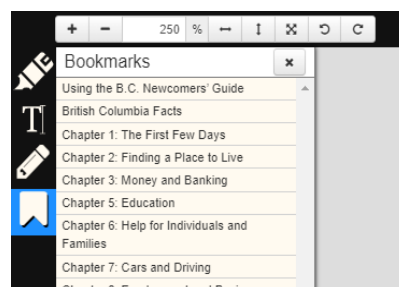 250 %
Bookmarks
Using the B.C. Newcomers' Guide
British Columbia Facts
Chapter 1: The First Few Days
Chapter 2: Finding a Place to Live
Chapter 3: Money and Banking
Chapter 5: Education
Chapter 6: Help for Individuals and
Families
Chapter 7: Cars and Driving